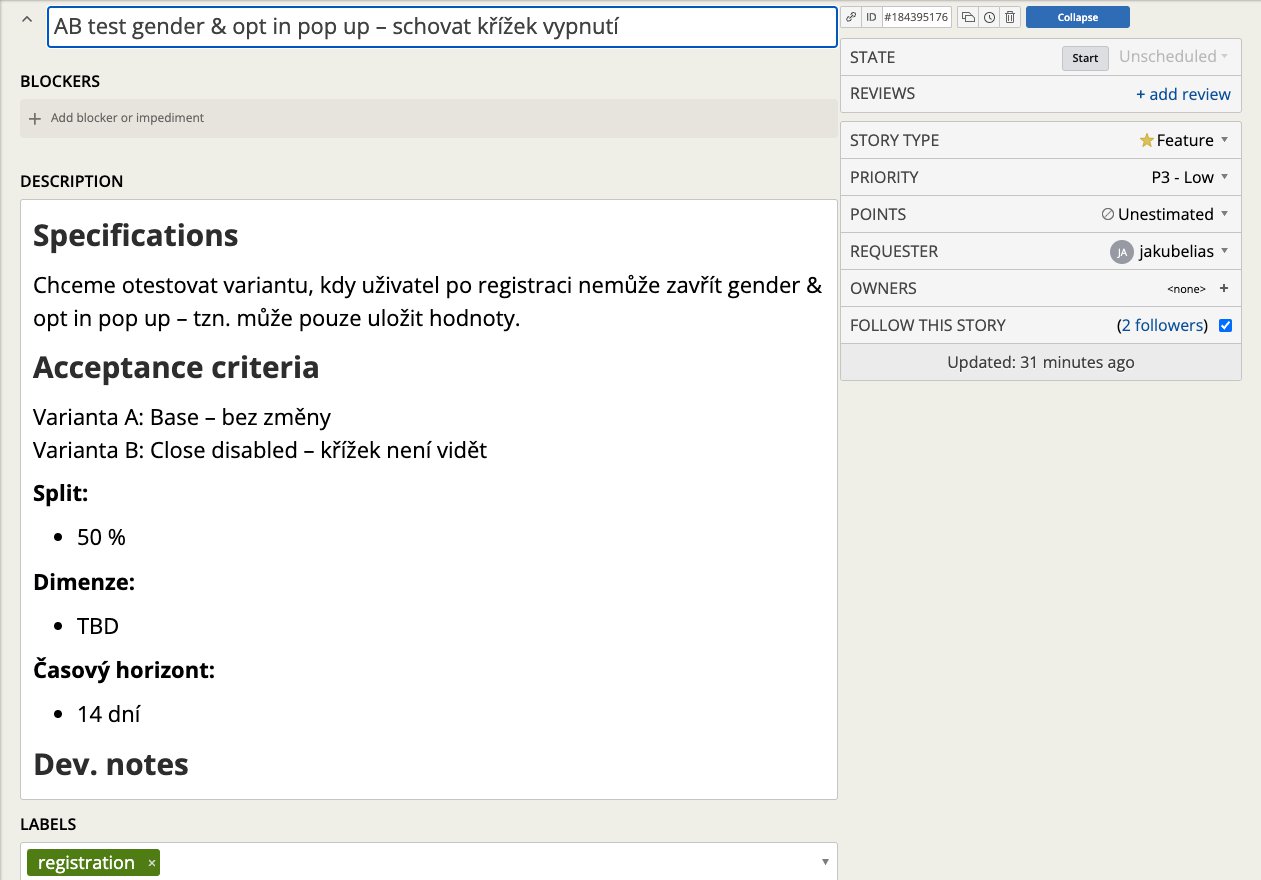 AB test gender & opt in pop up – schovat křížek vypnutí
ID #184395176
Collapse
BLOCKERS
Add blocker or impediment
DESCRIPTION
Specifications
Chceme otestovat variantu, kdy uživatel po registraci nemůže zavřít gender &
opt in pop up – tzn. může pouze uložit hodnoty.
Acceptance criteria
Varianta A: Base – bez změny
Varianta B: Close disabled – křížek není vidět
Split:
• 50 %
Dimenze:
• TBD
Časový horizont:
• 14 dní
Dev. notes
LABELS
registration ×
STATE Start Unscheduled
REVIEWS + add review
STORY TYPE Feature
PRIORITY P3 - Low
POINTS Unestimated
REQUESTER JA jakubelias
OWNERS <none> +
FOLLOW THIS STORY (2 followers)
Updated: 31 minutes ago